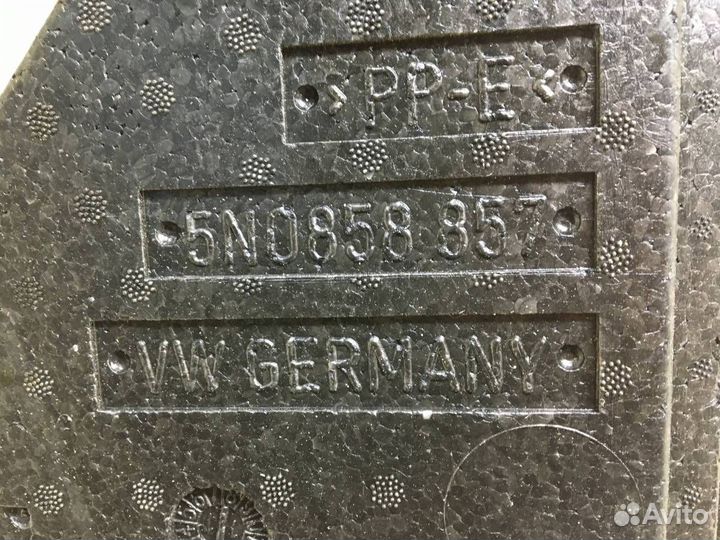 >PP-E<
5N0858 857
VW GERMANY
Avito